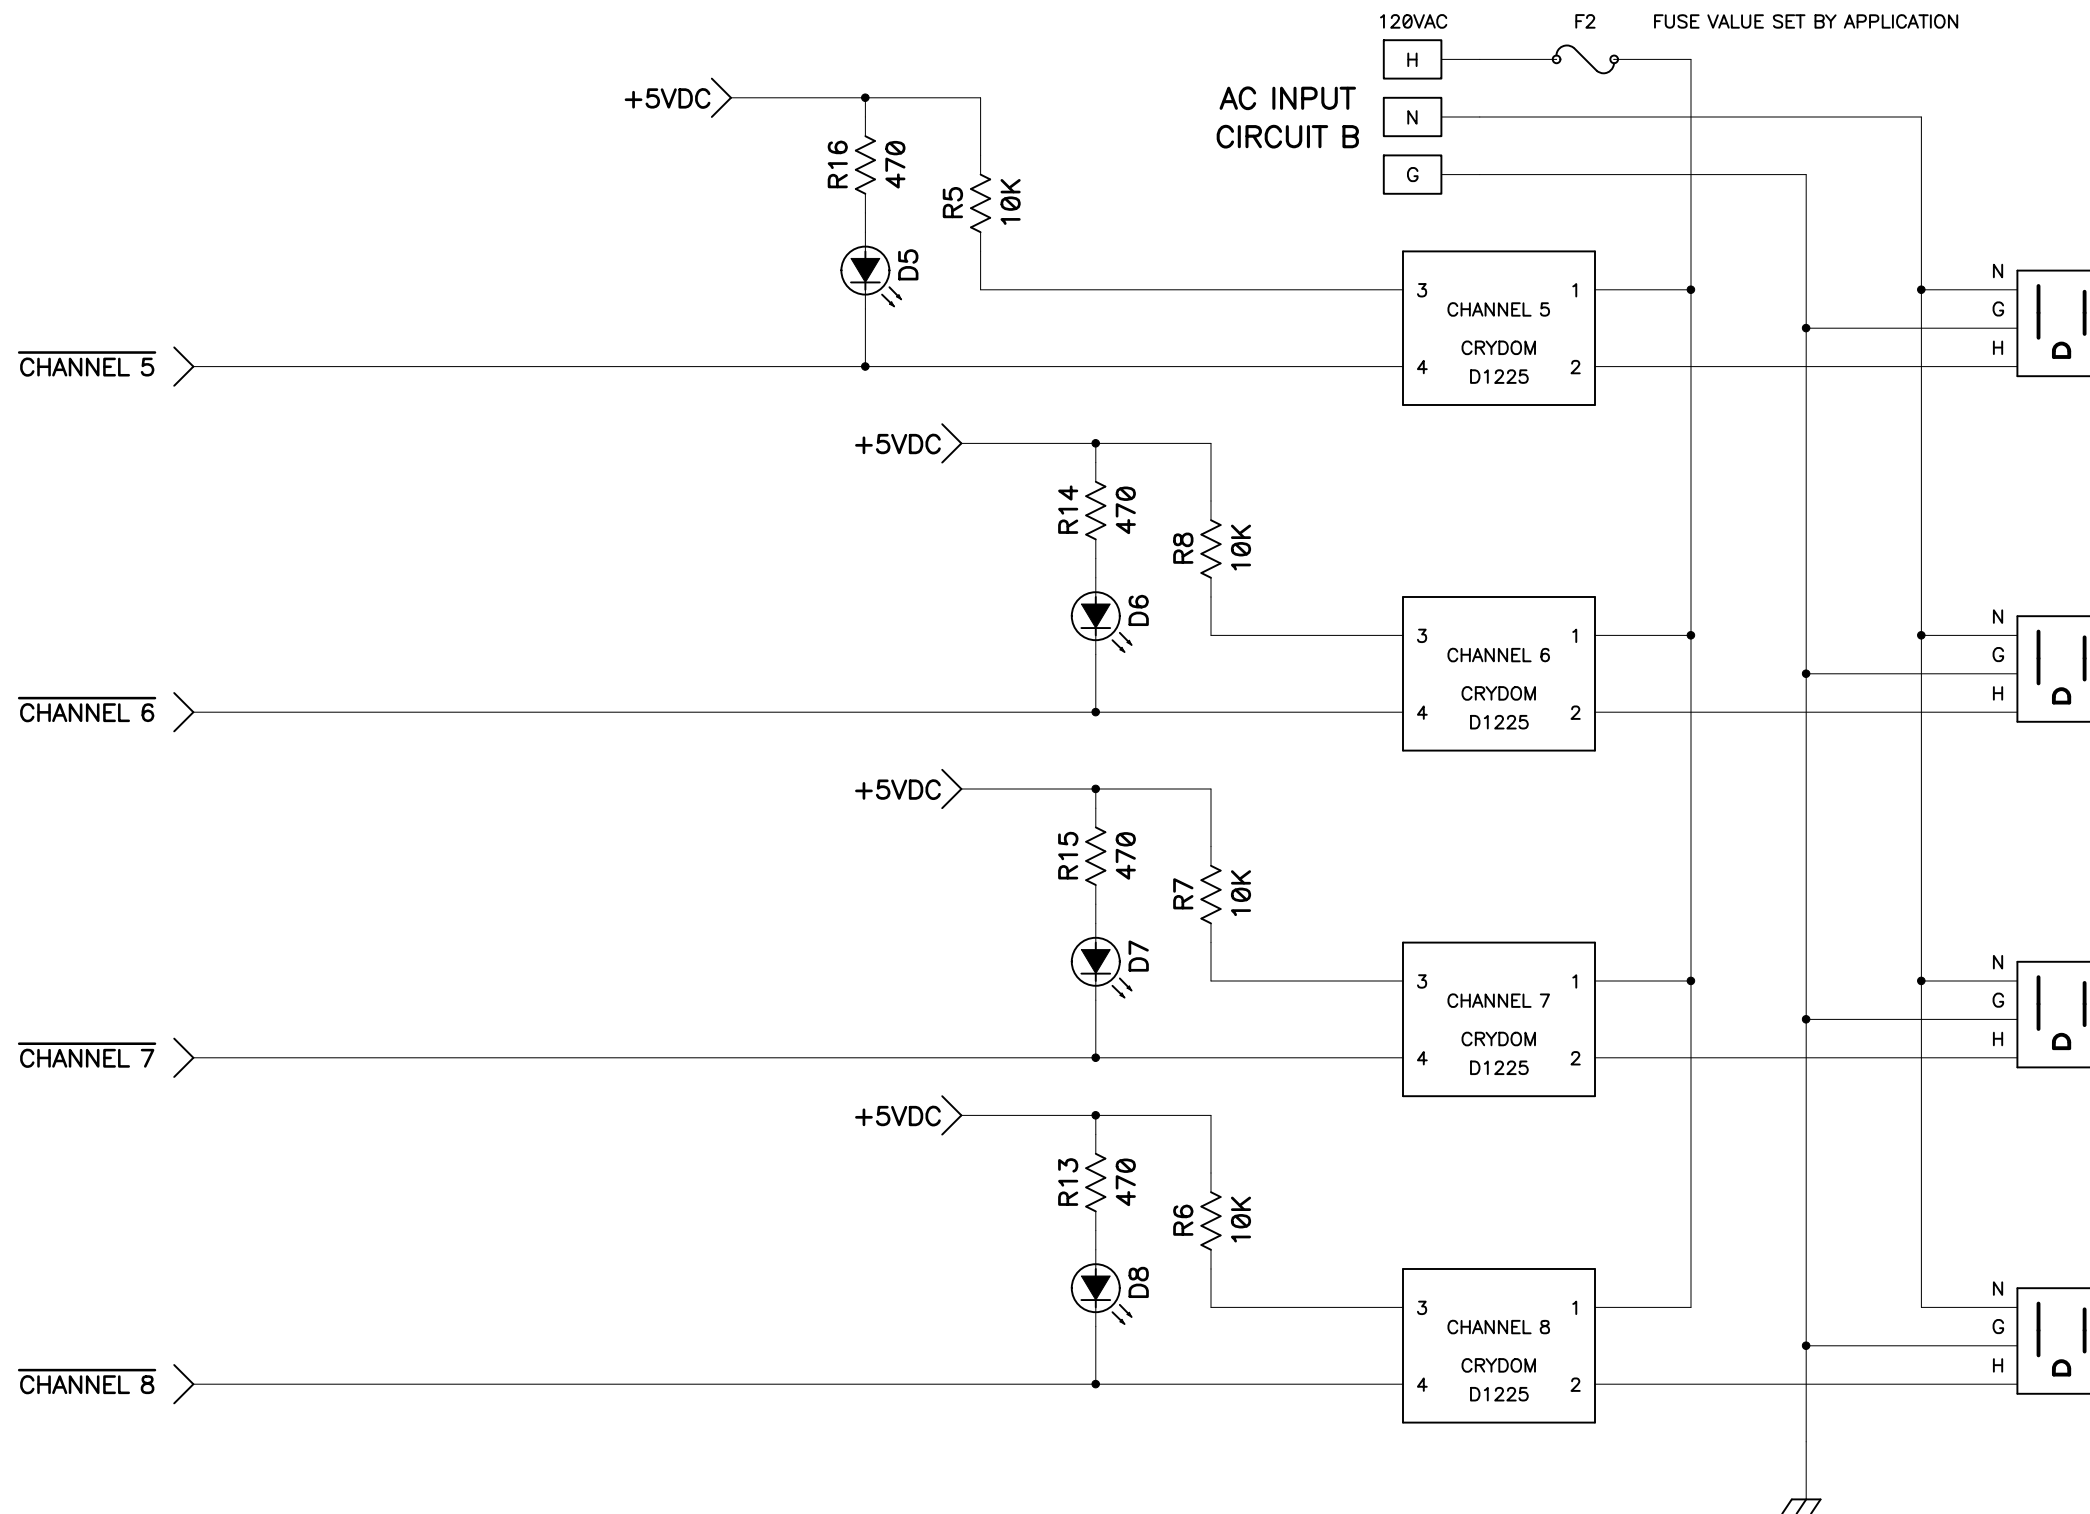 120VAC F2 FUSE VALUE SET BY APPLICATION
H
+5VDC
AC INPUT
CIRCUIT B
N
G
R16
470
R5
10K
D5
N
G
H
3
CHANNEL 5
1
CRYDOM
D1225
4
2
D
CHANNEL 5
+5VDC
R14
470
R8
10K
D6
N
G
H
3
CHANNEL 6
1
CRYDOM
D1225
4
2
D
CHANNEL 6
+5VDC
R15
470
R7
10K
D7
N
G
H
3
CHANNEL 7
1
CRYDOM
D1225
4
2
D
CHANNEL 7
+5VDC
R13
470
R6
10K
D8
N
G
H
3
CHANNEL 8
1
CRYDOM
D1225
4
2
CHANNEL 8